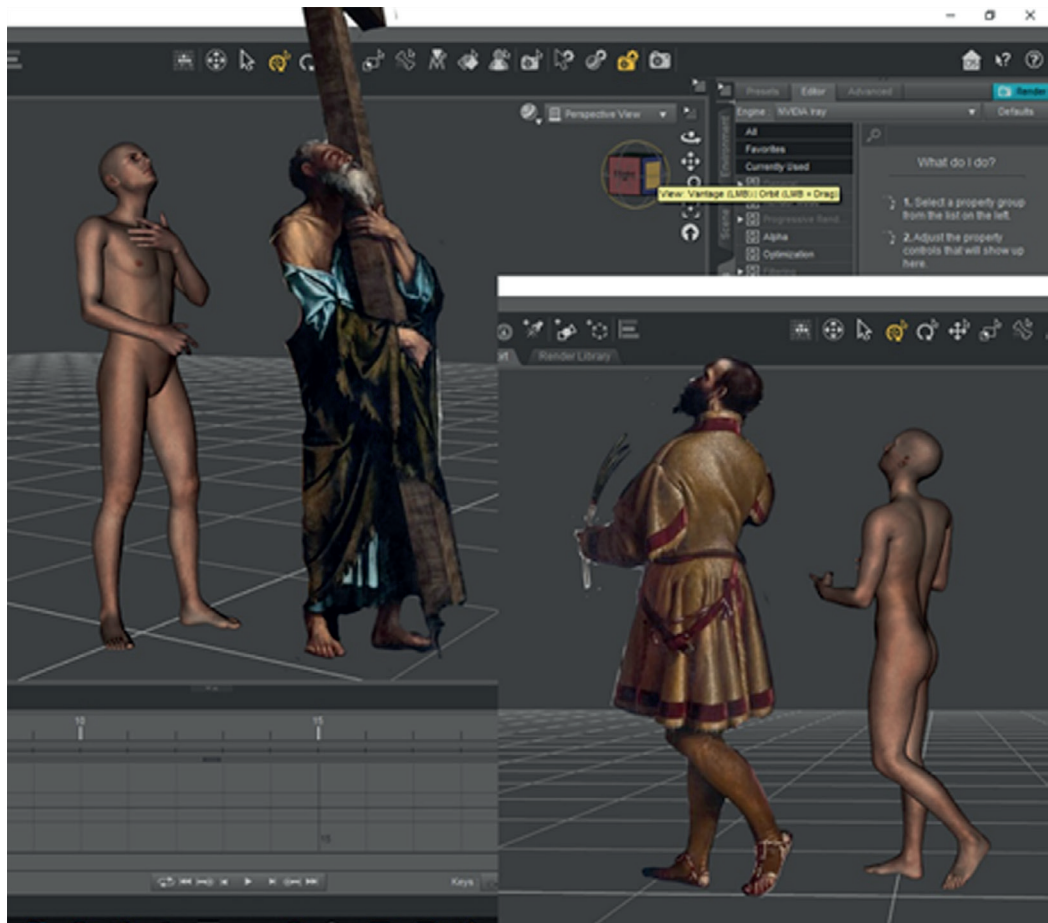 Presets Editor Advanced Render
Engine NVIDIA Iray Defaults
Perspective View
All
Favorites
Currently Used
Environment
Right
View: Vantage (LMB) | Orbit (LMB + Drag)
Scene
Progressive Rend...
Alpha
Optimization
Filtering
What do I do?
1. Select a property group
from the list on the left.
2. Adjust the property
controls that will show up
here.
Render Library
10 15
15
Keys